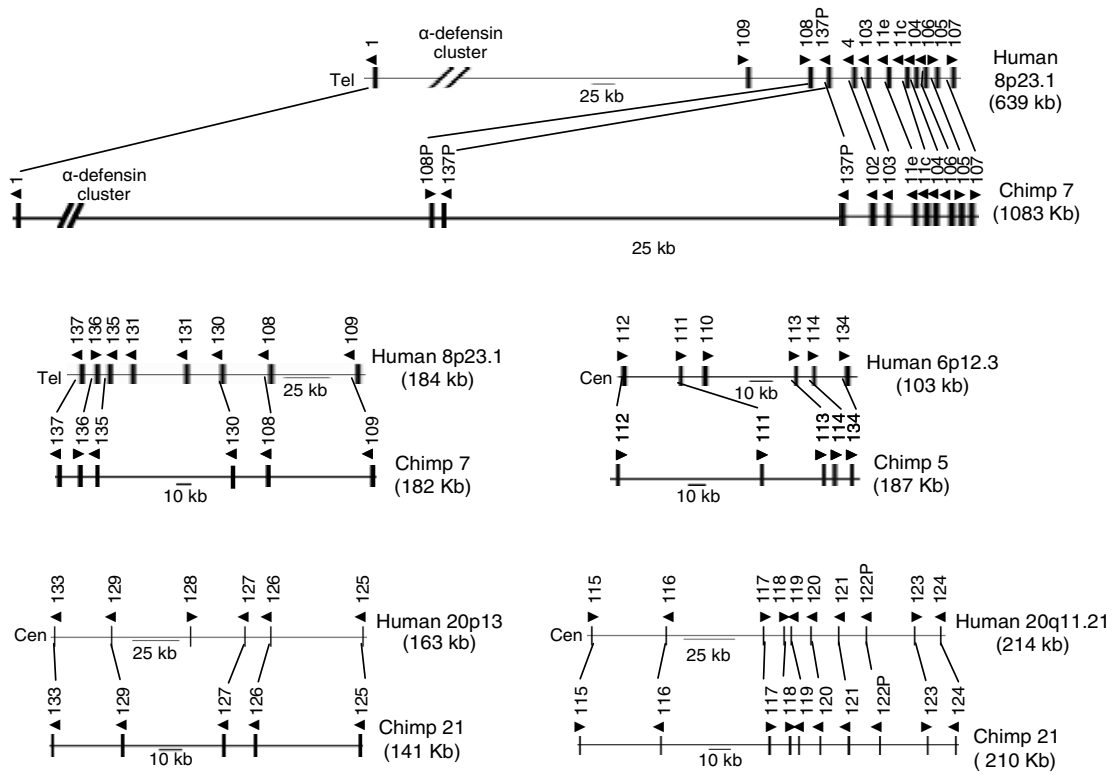 1
α-defensin
cluster
109
108
137P
4
103
11e
11c
104
106
105
107
Tel
25 kb
Human
8p23.1
(639 kb)
1
α-defensin
cluster
108P
137P
137P
102
103
11e
11c
104
106
105
107
25 kb
Chimp 7
(1083 Kb)
137
136
135
131
131
130
108
109
Tel
25 kb
Human 8p23.1
(184 kb)
137
136
135
130
108
109
10 kb
Chimp 7
(182 Kb)
112
111
110
113
114
134
Cen
10 kb
Human 6p12.3
(103 kb)
112
111
113
114
134
10 kb
Chimp 5
(187 Kb)
133
129
128
127
126
125
Cen
25 kb
Human 20p13
(163 kb)
133
129
127
126
125
10 kb
Chimp 21
(141 Kb)
115
116
117
118
119
120
121
122P
123
124
Cen
25 kb
Human 20q11.21
(214 kb)
115
116
117
118
119
120
121
122P
123
124
10 kb
Chimp 21
( 210 Kb)